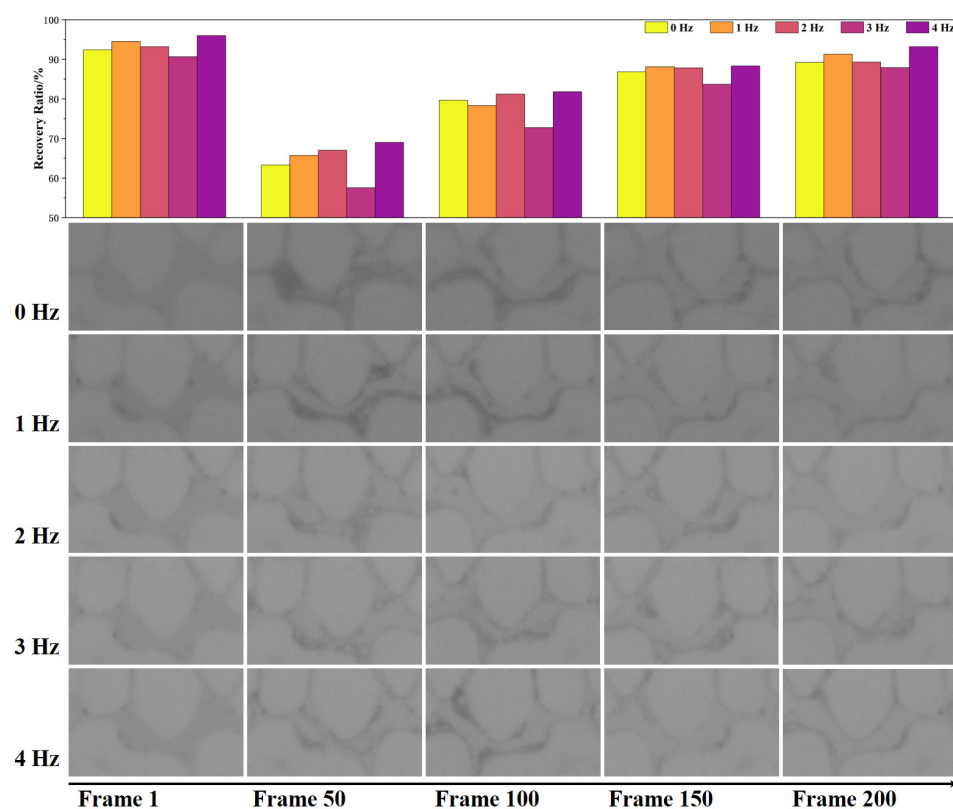 100
90
80
70
60
50
Recovery Ratio/%
0 Hz 1 Hz 2 Hz 3 Hz 4 Hz
0 Hz
1 Hz
2 Hz
3 Hz
4 Hz
Frame 1 Frame 50 Frame 100 Frame 150 Frame 200